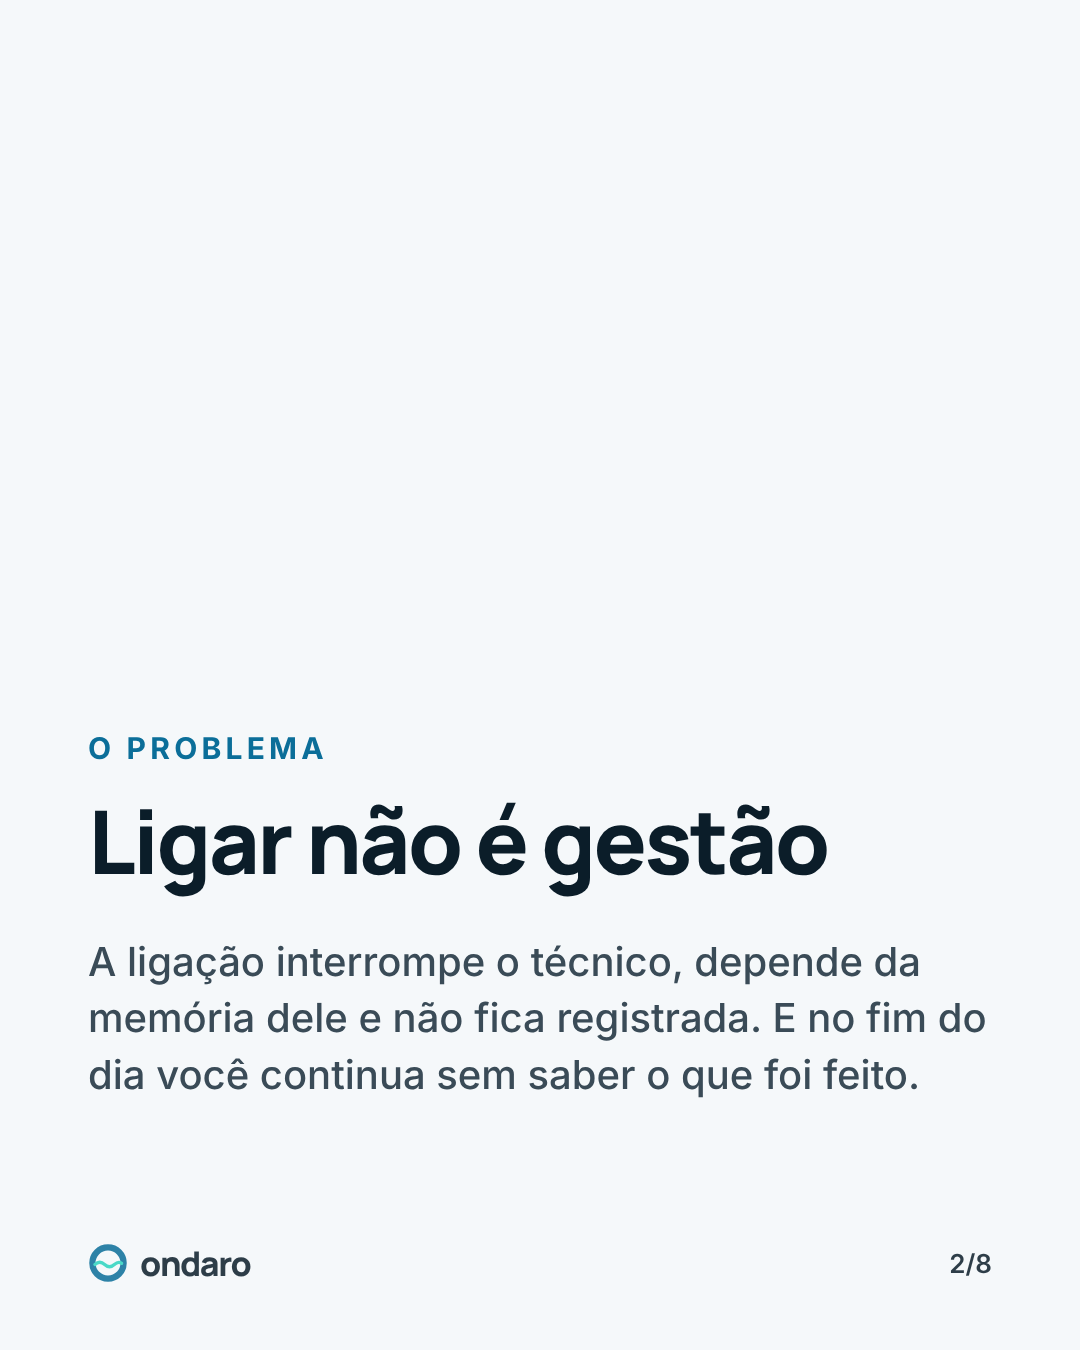 O PROBLEMA
Ligar não é gestão
A ligação interrompe o técnico, depende da
memória dele e não fica registrada. E no fim do
dia você continua sem saber o que foi feito.
ondaro
2/8